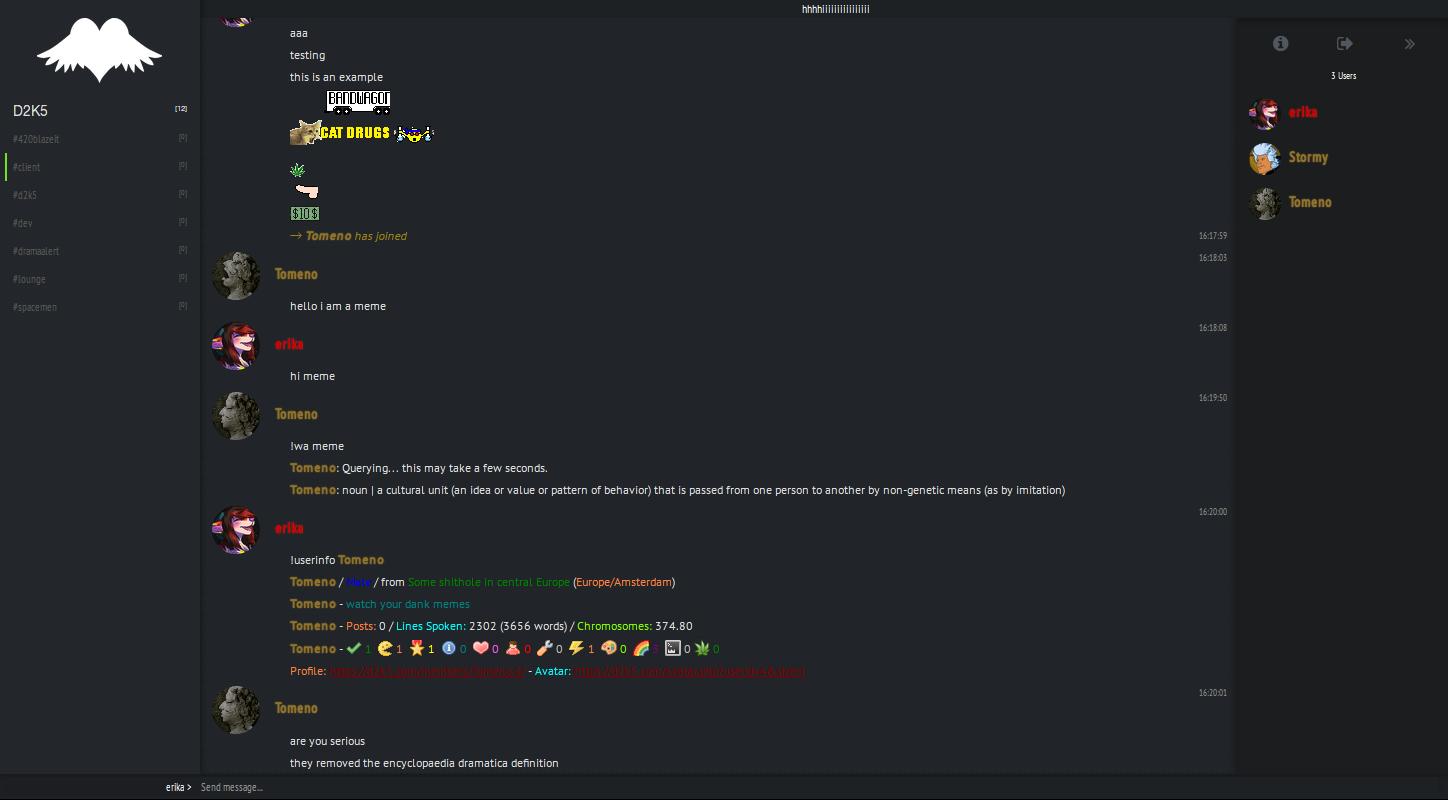 hhhhiiiiiiiiiiiiiiii
D2K5 [12]
#420blazeit [0]
#client [0]
#d2k5 [0]
#dev [0]
#dramaalert [0]
#lounge [0]
#spacemen [0]
aaa
testing
this is an example
BANDWAGON
CAT DRUGS
$10$
→ Tomeno has joined 16:17:59
16:18:03
Tomeno
hello i am a meme
16:18:08
erika
hi meme
16:19:50
Tomeno
!wa meme
Tomeno: Querying... this may take a few seconds.
Tomeno: noun | a cultural unit (an idea or value or pattern of behavior) that is passed from one person to another by non-genetic means (as by imitation)
16:20:00
erika
!userinfo Tomeno
Tomeno / Male / from Some shithole in central Europe (Europe/Amsterdam)
Tomeno - watch your dank memes
Tomeno - Posts: 0 / Lines Spoken: 2302 (3656 words) / Chromosomes: 374.80
Tomeno - 1 1 1 0 0 0 0 1 0 3 0 0
Profile: - Avatar:
16:20:01
Tomeno
are you serious
they removed the encyclopaedia dramatica definition
erika > Send message...
3 Users
erika
Stormy
Tomeno